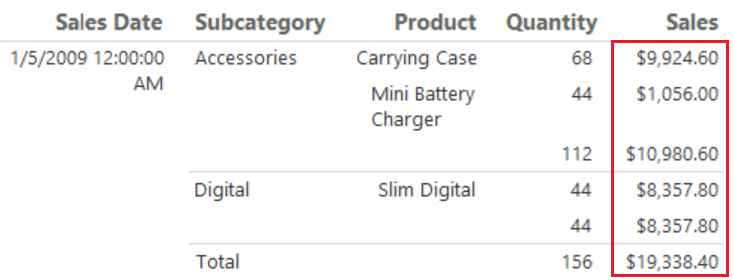 Sales Date Subcategory Product Quantity Sales
1/5/2009 12:00:00 Accessories Carrying Case 68 $9,924.60
AM
Mini Battery 44 $1,056.00
Charger
112 $10,980.60
Digital Slim Digital 44 $8,357.80
44 $8,357.80
Total 156 $19,338.40